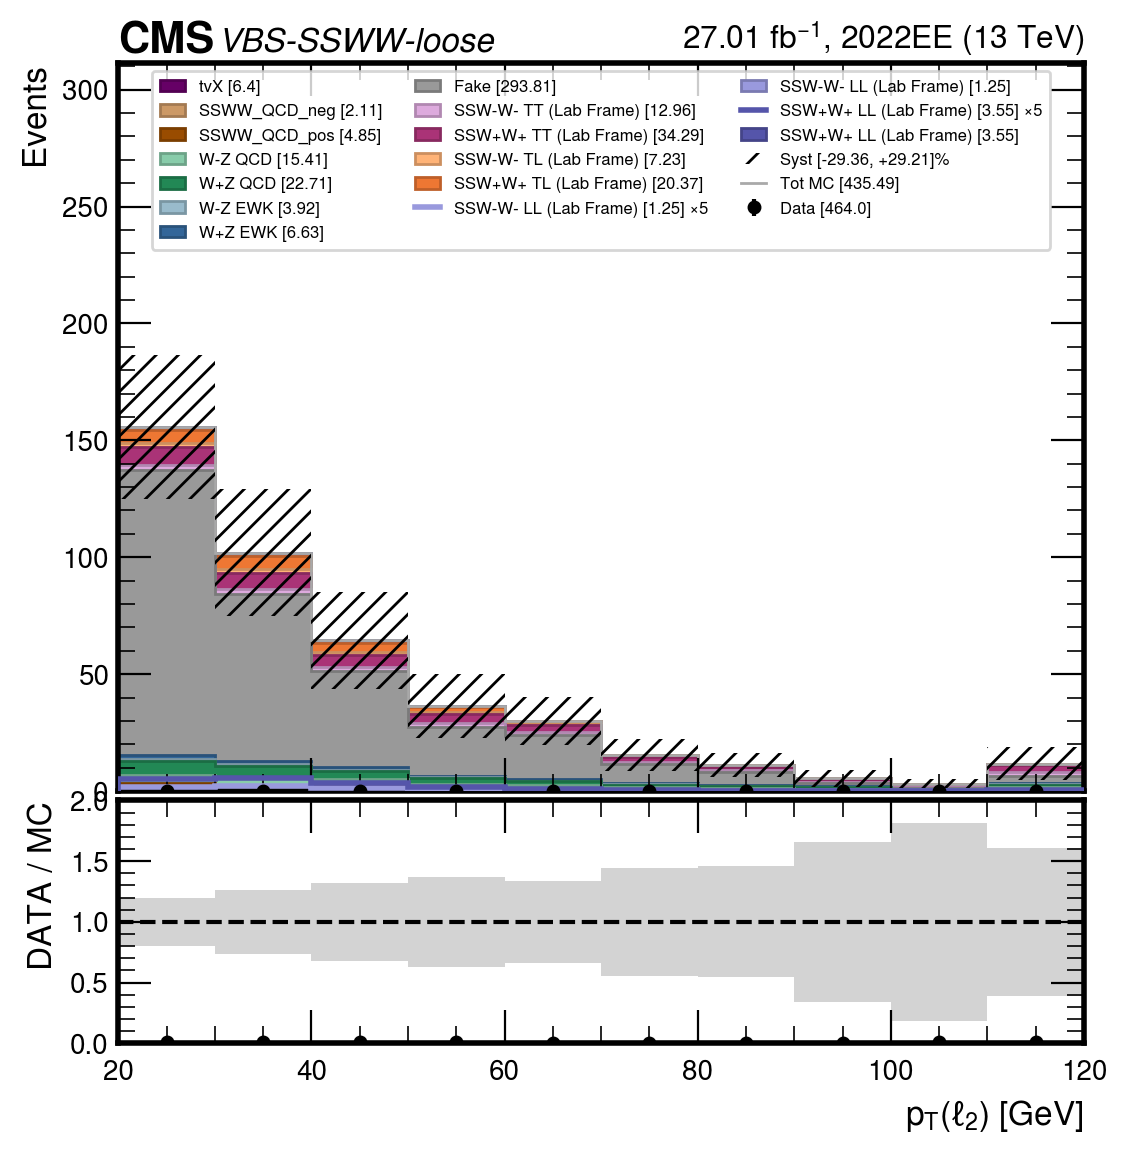 CMS VBS-SSWW-loose 27.01 fb⁻¹, 2022EE (13 TeV)
Events
300
250
200
150
100
50
0
tvX [6.4]
SSWW_QCD_neg [2.11]
SSWW_QCD_pos [4.85]
W-Z QCD [15.41]
W+Z QCD [22.71]
W-Z EWK [3.92]
W+Z EWK [6.63]
Fake [293.81]
SSW-W- TT (Lab Frame) [12.96]
SSW+W+ TT (Lab Frame) [34.29]
SSW-W- TL (Lab Frame) [7.23]
SSW+W+ TL (Lab Frame) [20.37]
SSW-W- LL (Lab Frame) [1.25] ×5
SSW-W- LL (Lab Frame) [1.25]
SSW+W+ LL (Lab Frame) [3.55] ×5
SSW+W+ LL (Lab Frame) [3.55]
Syst [-29.36, +29.21]%
Tot MC [435.49]
Data [464.0]
DATA / MC
2.0
1.5
1.0
0.5
0.0
20 40 60 80 100 120
p_T(ℓ₂) [GeV]